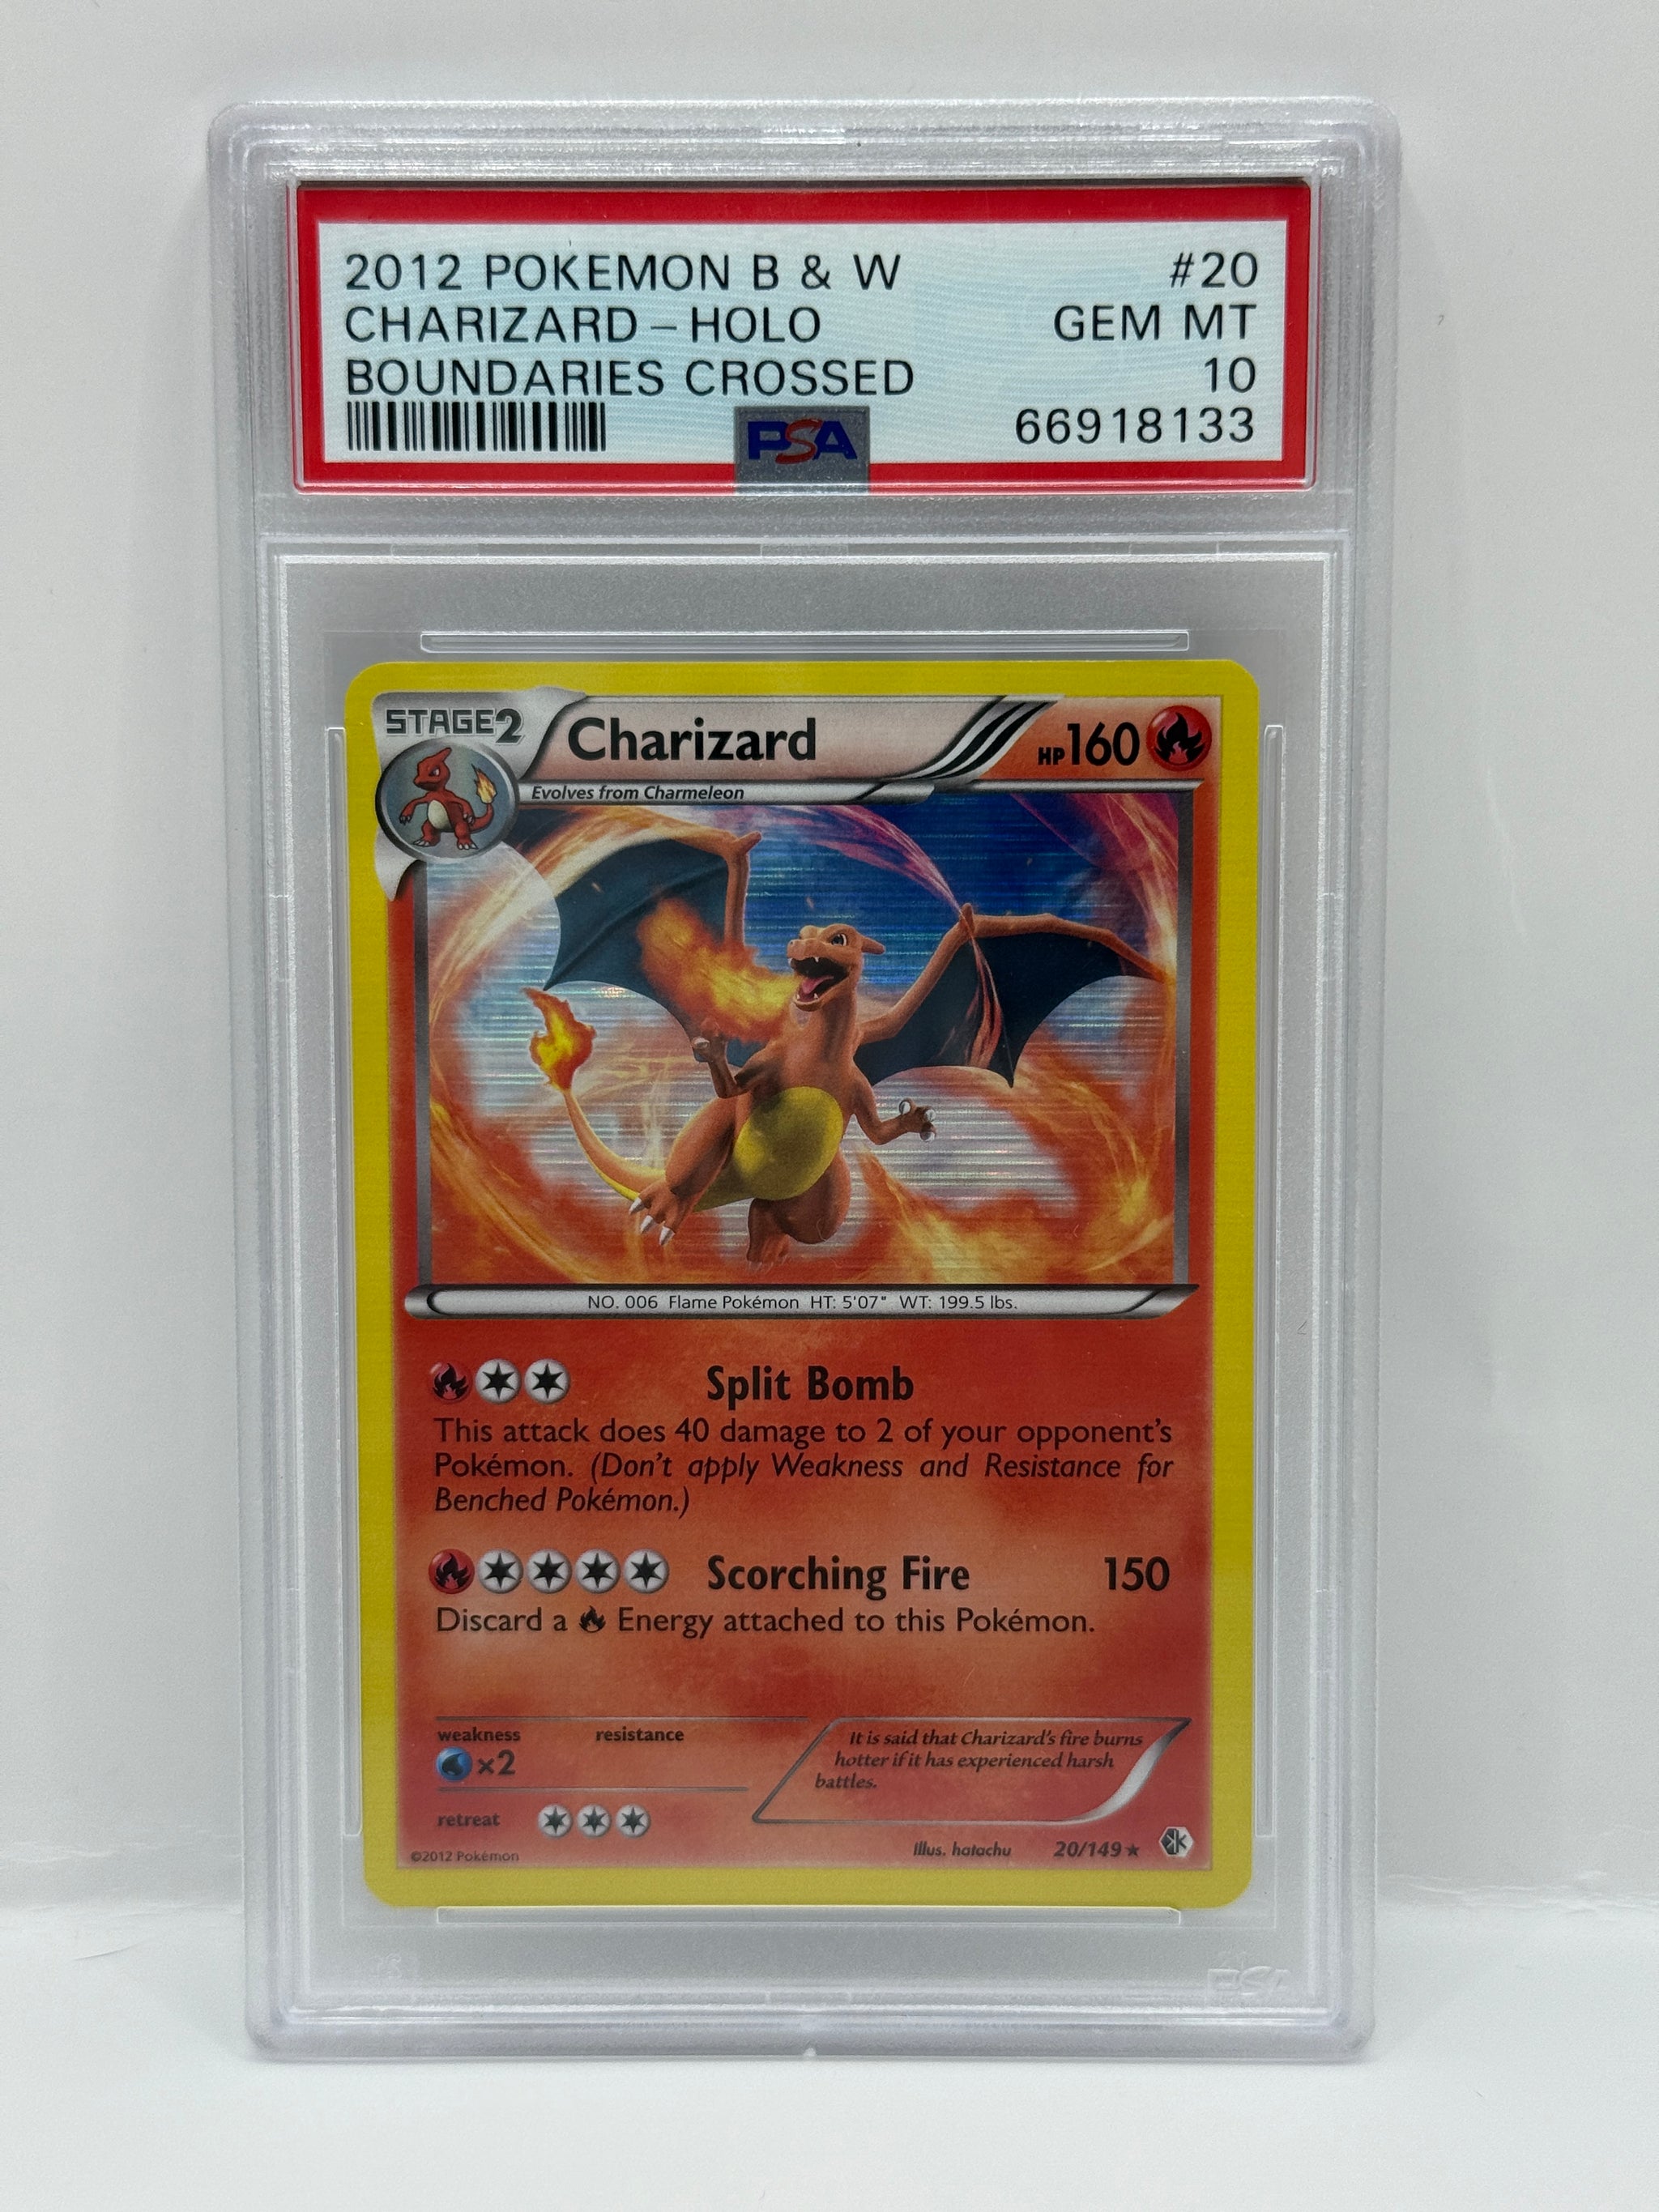 2012 POKEMON B & W #20
CHARIZARD-HOLO GEM MT
BOUNDARIES CROSSED 10
PSA 66918133
STAGE2 Charizard HP160
Evolves from Charmeleon
NO. 006 Flame Pokémon HT: 5'07" WT: 199.5 lbs.
Split Bomb
This attack does 40 damage to 2 of your opponent's
Pokémon. (Don't apply Weakness and Resistance for
Benched Pokémon.)
Scorching Fire 150
Discard a Energy attached to this Pokémon.
weakness resistance
×2
It is said that Charizard's fire burns
hotter if it has experienced harsh
battles.
retreat
©2012 Pokémon Illus. hatachu 20/149 ★
PSA